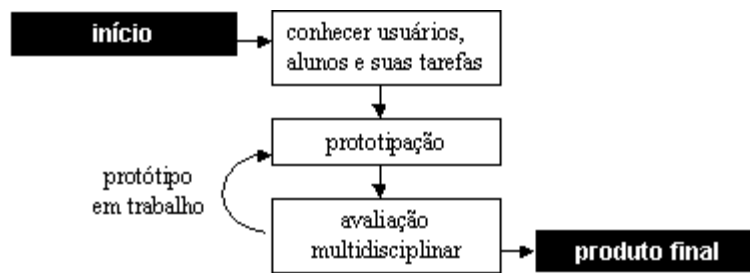 início
conhecer usuários,
alunos e suas tarefas
prototipação
protótipo
em trabalho
avaliação
multidisciplinar
produto final